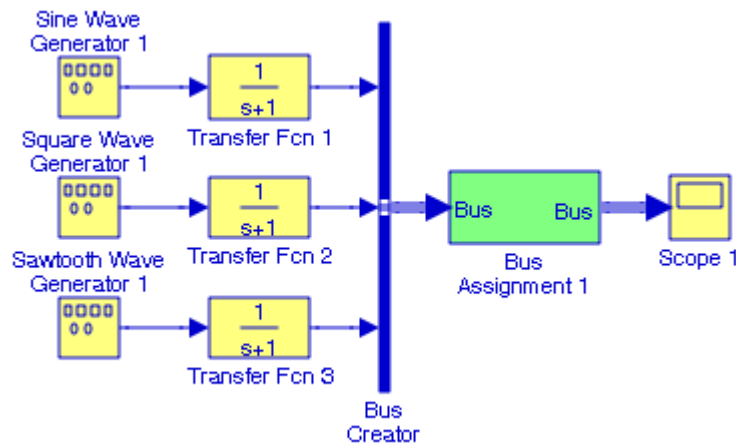 Sine Wave
Generator 1
1
s+1
Transfer Fcn 1
Square Wave
Generator 1
1
s+1
Transfer Fcn 2
Sawtooth Wave
Generator 1
1
s+1
Transfer Fcn 3
Bus
Creator
Bus Bus
Bus
Assignment 1
Scope 1